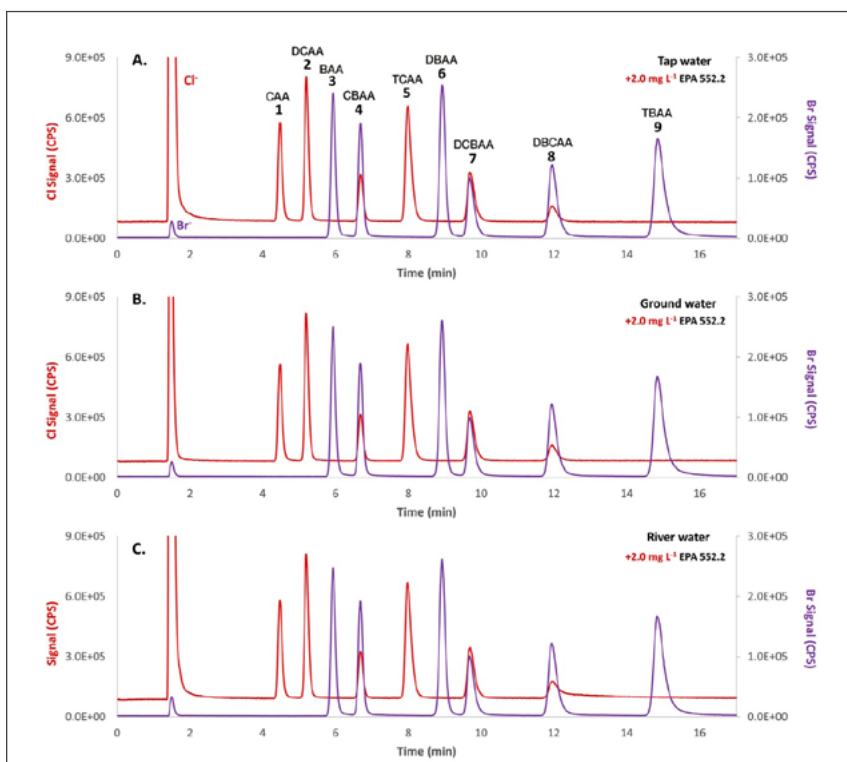 A.
Tap water
+2.0 mg L⁻¹ EPA 552.2
Cl⁻
CAA
1
DCAA
2
BAA
3
CBAA
4
TCAA
5
DBAA
6
DCBAA
7
DBCAA
8
TBAA
9
Br⁻
Cl Signal (CPS)
9.0E+05
6.0E+05
3.0E+05
0.0E+00
Br Signal (CPS)
3.0E+05
2.0E+05
1.0E+05
0.0E+00
0 2 4 6 8 10 12 14 16
Time (min)
B.
Ground water
+2.0 mg L⁻¹ EPA 552.2
Cl Signal (CPS)
9.0E+05
6.0E+05
3.0E+05
0.0E+00
Br Signal (CPS)
3.0E+05
2.0E+05
1.0E+05
0.0E+00
0 2 4 6 8 10 12 14 16
Time (min)
C.
River water
+2.0 mg L⁻¹ EPA 552.2
Signal (CPS)
9.0E+05
6.0E+05
3.0E+05
0.0E+00
Br Signal (CPS)
3.0E+05
2.0E+05
1.0E+05
0.0E+00
0 2 4 6 8 10 12 14 16
Time (min)